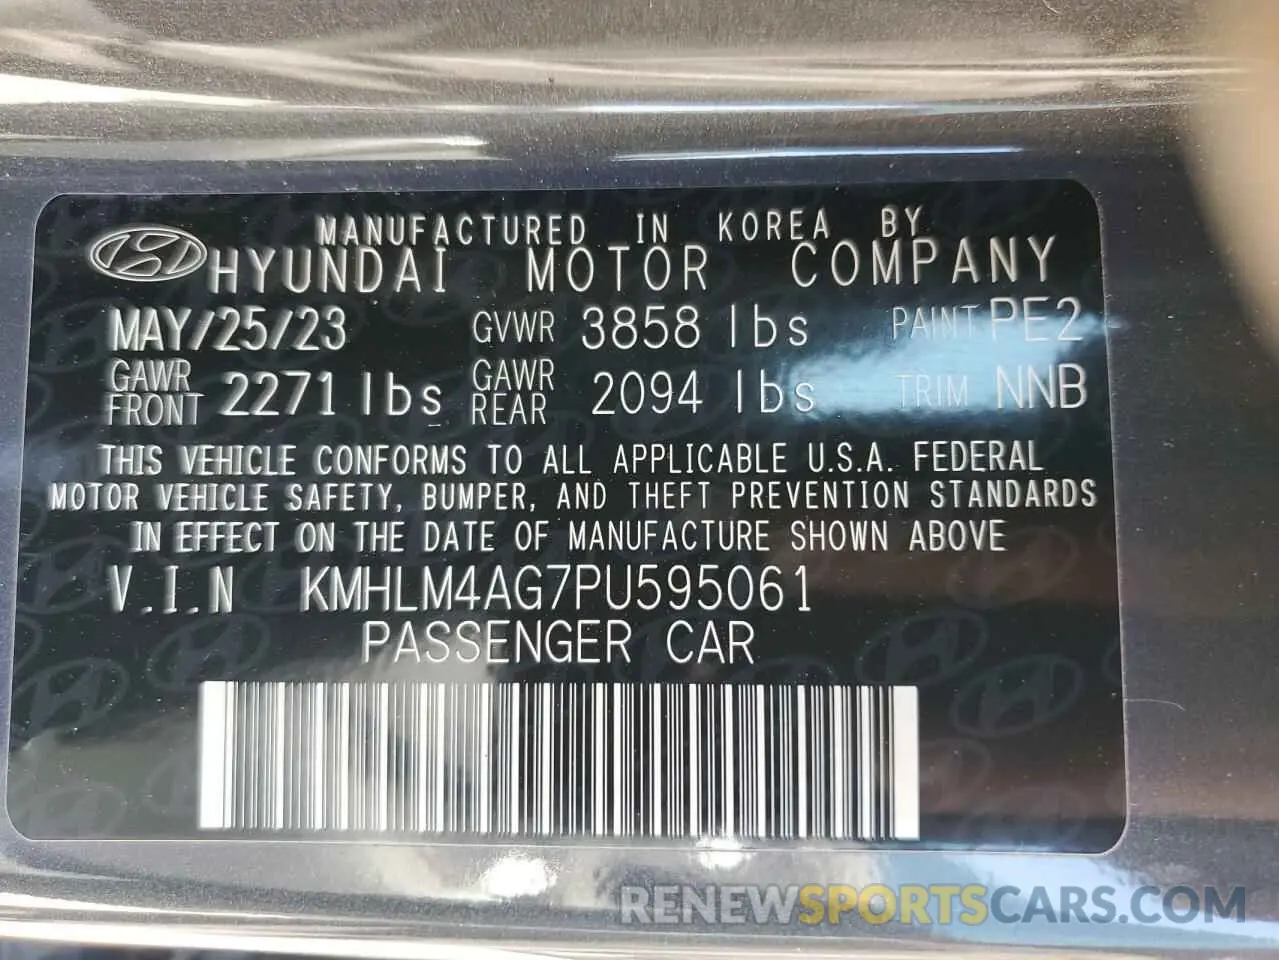 MANUFACTURED IN KOREA BY
HYUNDAI MOTOR COMPANY
MAY/25/23 GVWR 3858 lbs PAINT PE2
GAWR FRONT 2271 lbs GAWR REAR 2094 lbs TRIM NNB
THIS VEHICLE CONFORMS TO ALL APPLICABLE U.S.A. FEDERAL
MOTOR VEHICLE SAFETY, BUMPER, AND THEFT PREVENTION STANDARDS
IN EFFECT ON THE DATE OF MANUFACTURE SHOWN ABOVE
V.I.N KMHLM4AG7PU595061
PASSENGER CAR
RENEWSPORTSCARS.COM